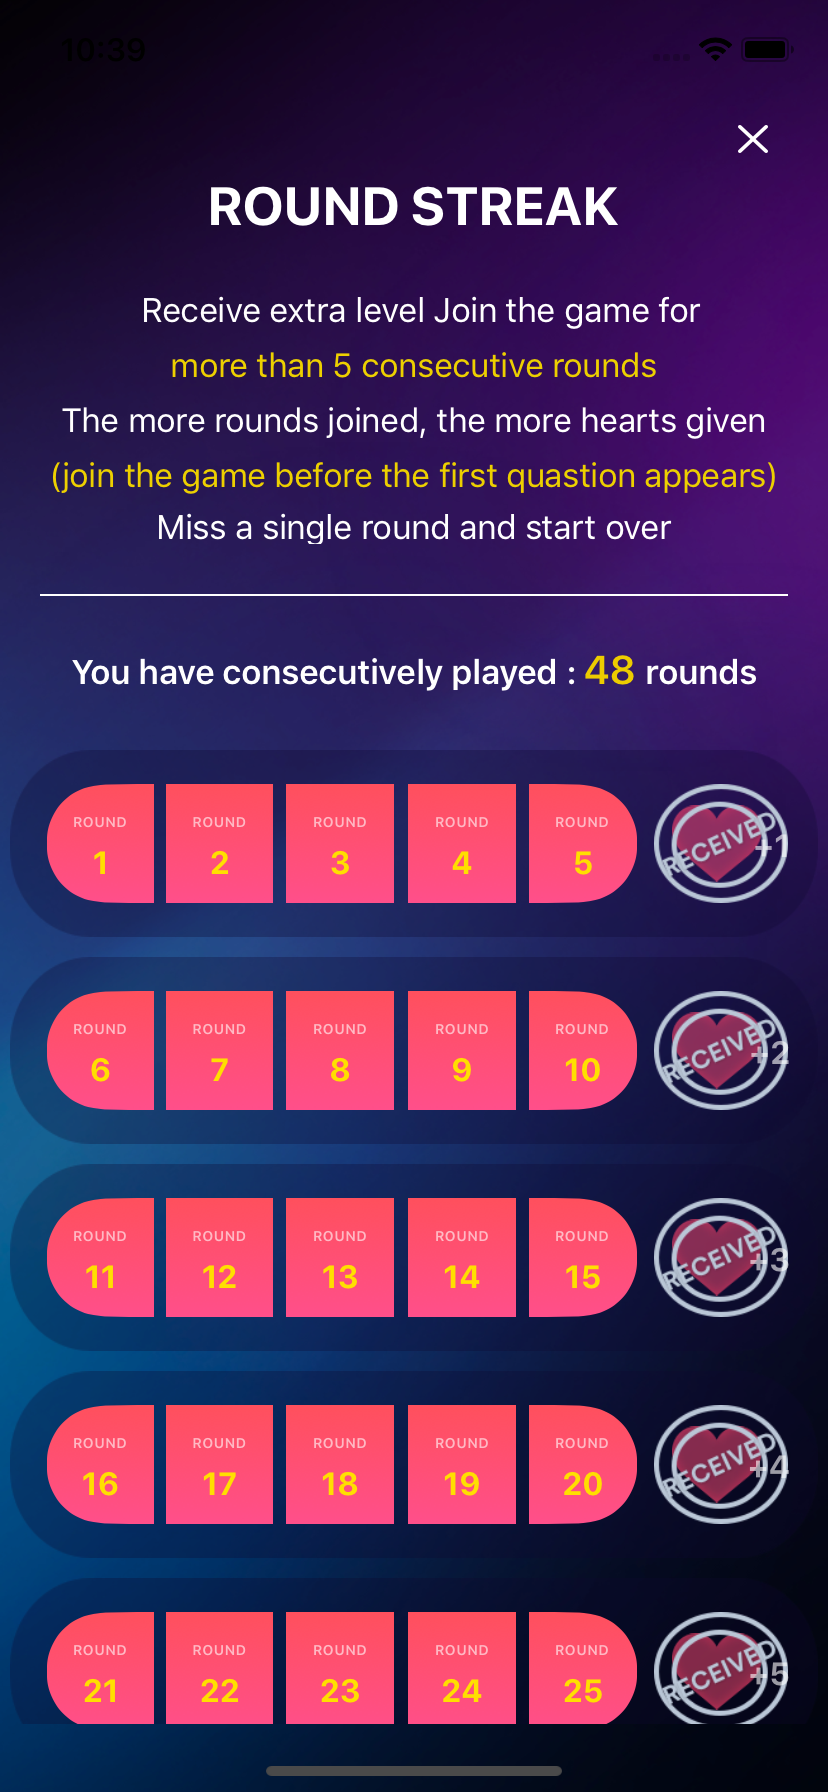 10:39
ROUND STREAK
Receive extra level Join the game for
more than 5 consecutive rounds
The more rounds joined, the more hearts given
(join the game before the first quastion appears)
Miss a single round and start over
You have consecutively played : 48 rounds
ROUND ROUND ROUND ROUND ROUND
1 2 3 4 5
RECEIVED +1
ROUND ROUND ROUND ROUND ROUND
6 7 8 9 10
RECEIVED +2
ROUND ROUND ROUND ROUND ROUND
11 12 13 14 15
RECEIVED +3
ROUND ROUND ROUND ROUND ROUND
16 17 18 19 20
RECEIVED +4
ROUND ROUND ROUND ROUND ROUND
21 22 23 24 25
RECEIVED +5